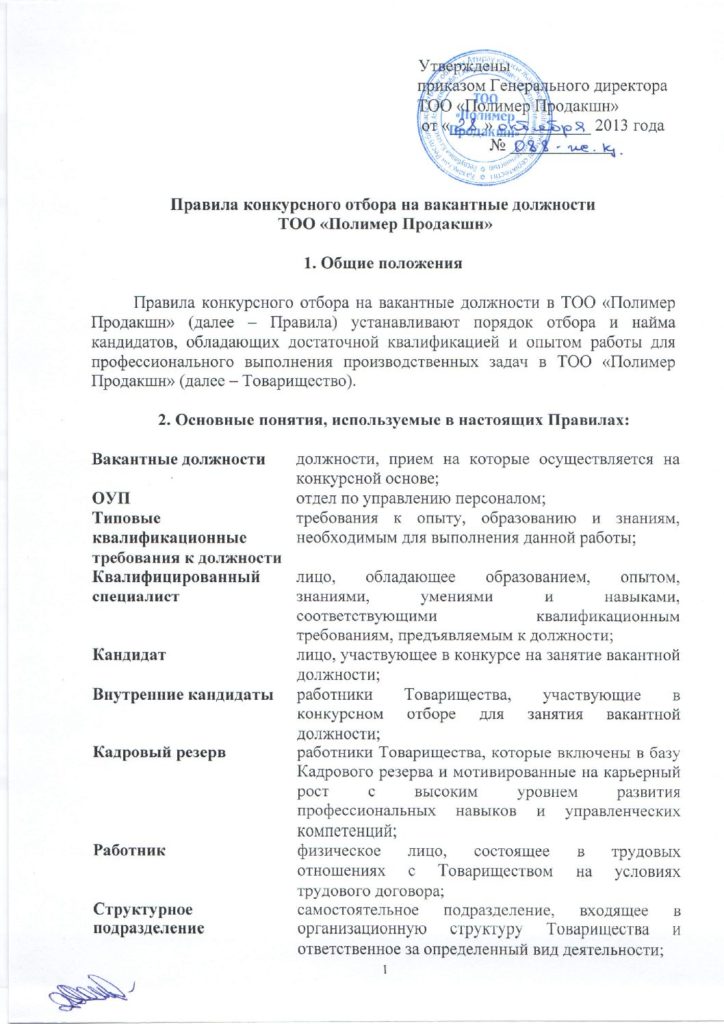 Утверждены
приказом Генерального директора
ТОО «Полимер Продакшн»
от «28» октября 2013 года
№ 088-пс.к.
ТОО
«Полимер
Продакшн»
Правила конкурсного отбора на вакантные должности
ТОО «Полимер Продакшн»
1. Общие положения
Правила конкурсного отбора на вакантные должности в ТОО «Полимер
Продакшн» (далее – Правила) устанавливают порядок отбора и найма
кандидатов, обладающих достаточной квалификацией и опытом работы для
профессионального выполнения производственных задач в ТОО «Полимер
Продакшн» (далее – Товарищество).
2. Основные понятия, используемые в настоящих Правилах:
Вакантные должности должности, прием на которые осуществляется на
конкурсной основе;
ОУП отдел по управлению персоналом;
Типовые требования к опыту, образованию и знаниям,
квалификационные необходимым для выполнения данной работы;
требования к должности
Квалифицированный лицо, обладающее образованием, опытом,
специалист знаниями, умениями и навыками,
соответствующими квалификационным
требованиям, предъявляемым к должности;
Кандидат лицо, участвующее в конкурсе на занятие вакантной
должности;
Внутренние кандидаты работники Товарищества, участвующие в
конкурсном отборе для занятия вакантной
должности;
Кадровый резерв работники Товарищества, которые включены в базу
Кадрового резерва и мотивированные на карьерный
рост с высоким уровнем развития
профессиональных навыков и управленческих
компетенций;
Работник физическое лицо, состоящее в трудовых
отношениях с Товариществом на условиях
трудового договора;
Структурное самостоятельное подразделение, входящее в
подразделение организационную структуру Товарищества и
ответственное за определенный вид деятельности;
1